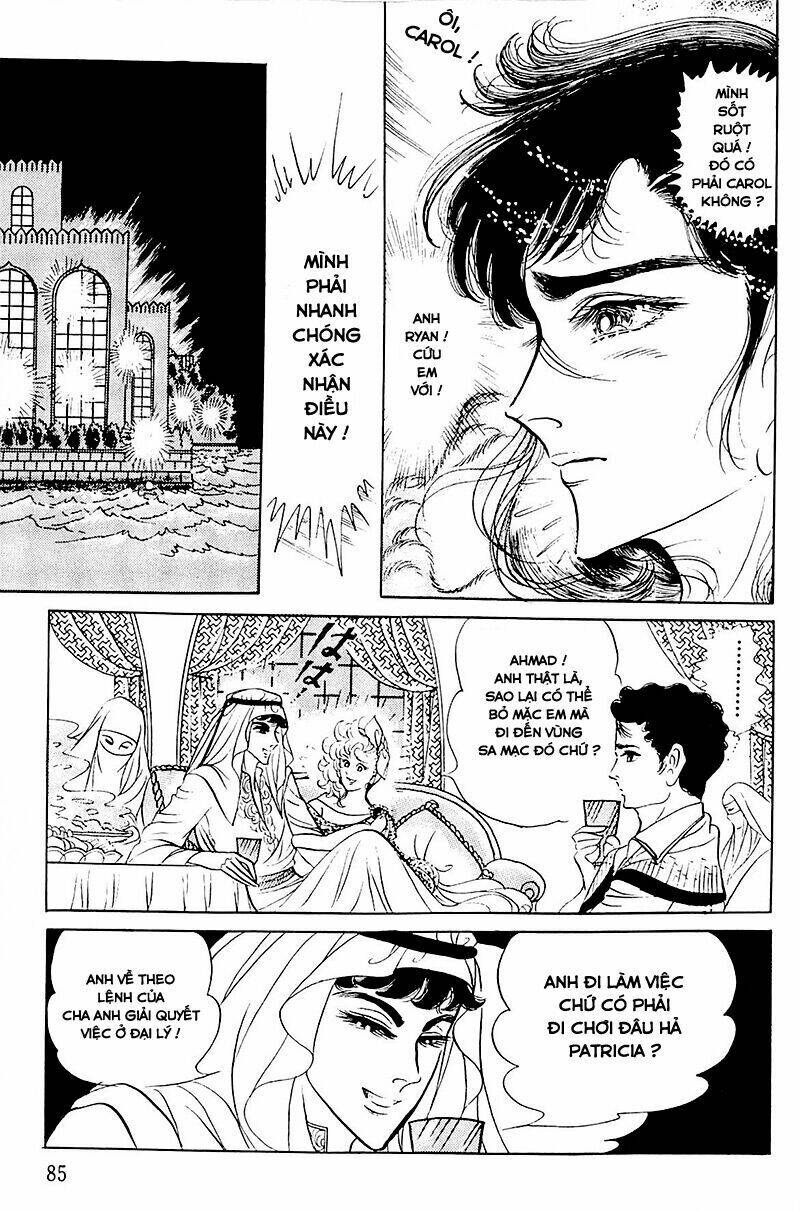 MÌNH
SỐT
RUỘT
QUÁ !
ĐÓ CÓ
PHẢI CAROL
KHÔNG ?
ÔI,
CAROL !
ANH
RYAN !
CỨU
EM
VỚI !
MÌNH
PHẢI
NHANH
CHÓNG
XÁC
NHẬN
ĐIỀU
NÀY !
.........
AHMAD !
ANH THẬT LÀ,
SAO LẠI CÓ THỂ
BỎ MẶC EM MÀ
ĐI ĐẾN VÙNG
SA MẠC ĐÓ CHỨ ?
はは
ANH ĐI LÀM VIỆC
CHỨ CÓ PHẢI
ĐI CHƠI ĐÂU HẢ
PATRICIA ?
ANH VỀ THEO
LỆNH CỦA
CHA ANH GIẢI QUYẾT
VIỆC Ở ĐẠI LÝ !
85